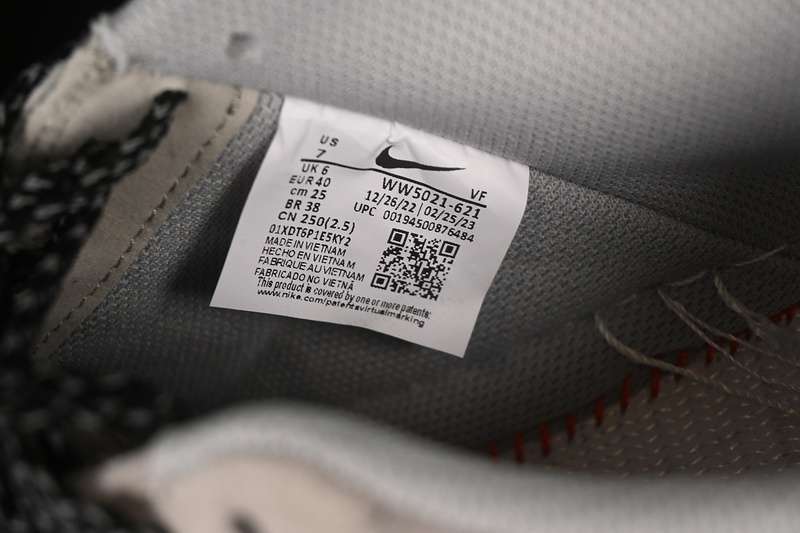 US
7
UK 6
EUR 40
cm 25
BR 38
CN 250(2.5)
01XDT6P1E5KY2
MADE IN VIETNAM
HECHO EN VIETNAM
FABRIQUE AU VIETNAM
FABRICADO NO VIETNÃ
This product is covered by one or more patents:
www.nike.com/patentsvirtualmarking
VF
WW5021-621
12/26/22 02/25/23
UPC 00194500876484